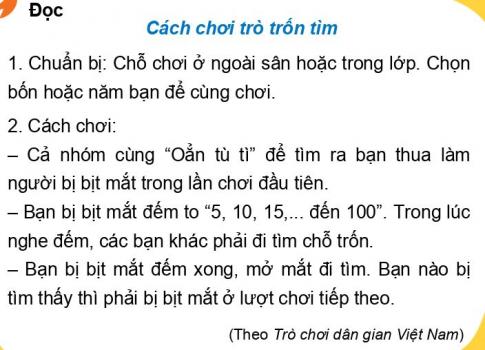 Đọc
Cách chơi trò trốn tìm
1. Chuẩn bị: Chỗ chơi ở ngoài sân hoặc trong lớp. Chọn
bốn hoặc năm bạn để cùng chơi.
2. Cách chơi:
– Cả nhóm cùng “Oẳn tù tì” để tìm ra bạn thua làm
người bị bịt mắt trong lần chơi đầu tiên.
– Bạn bị bịt mắt đếm to “5, 10, 15,... đến 100”. Trong lúc
nghe đếm, các bạn khác phải đi tìm chỗ trốn.
– Bạn bị bịt mắt đếm xong, mở mắt đi tìm. Bạn nào bị
tìm thấy thì phải bị bịt mắt ở lượt chơi tiếp theo.
(Theo Trò chơi dân gian Việt Nam)